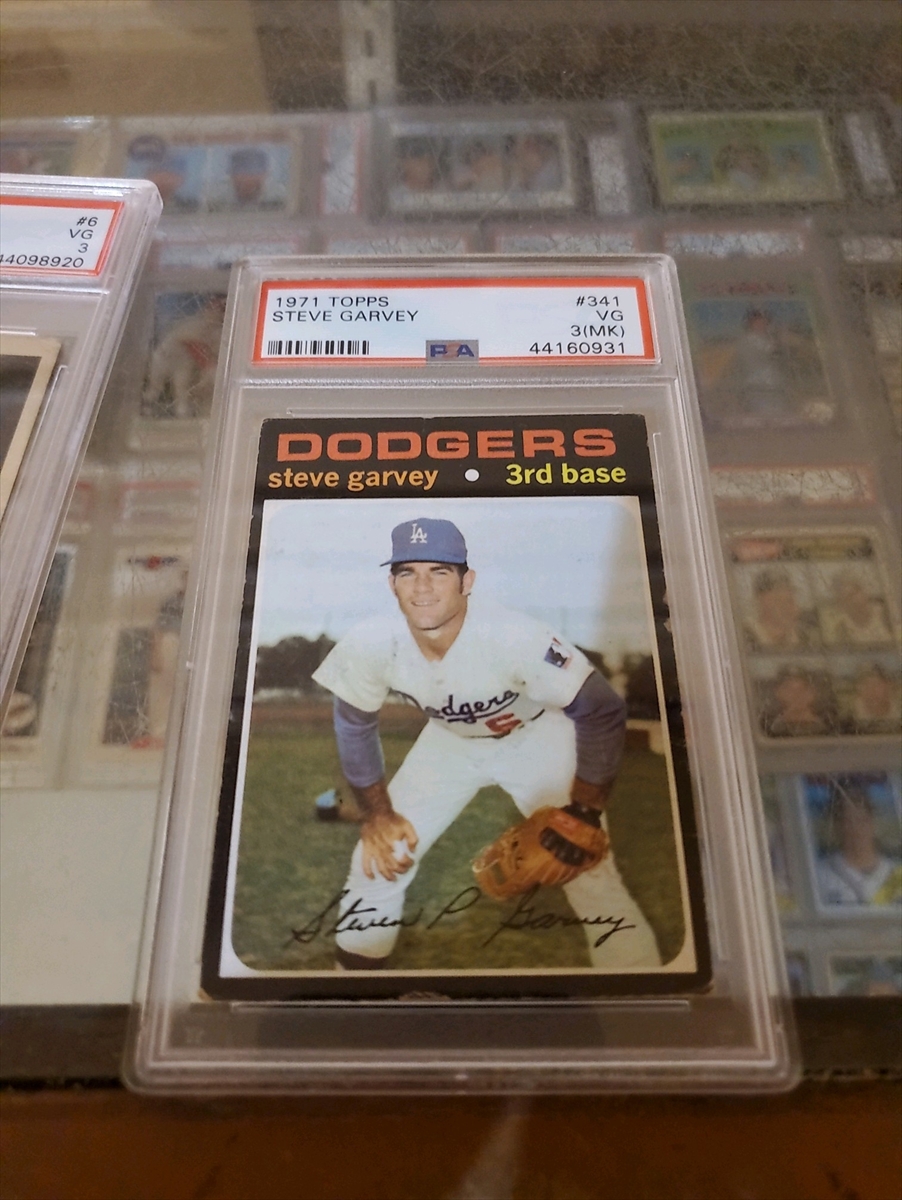 #6
VG
3
44098920
1971 TOPPS
#341
STEVE GARVEY
VG
3(MK)
PSA
44160931
DODGERS
steve garvey • 3rd base
LA
Dodgers
6
Steven P Garvey